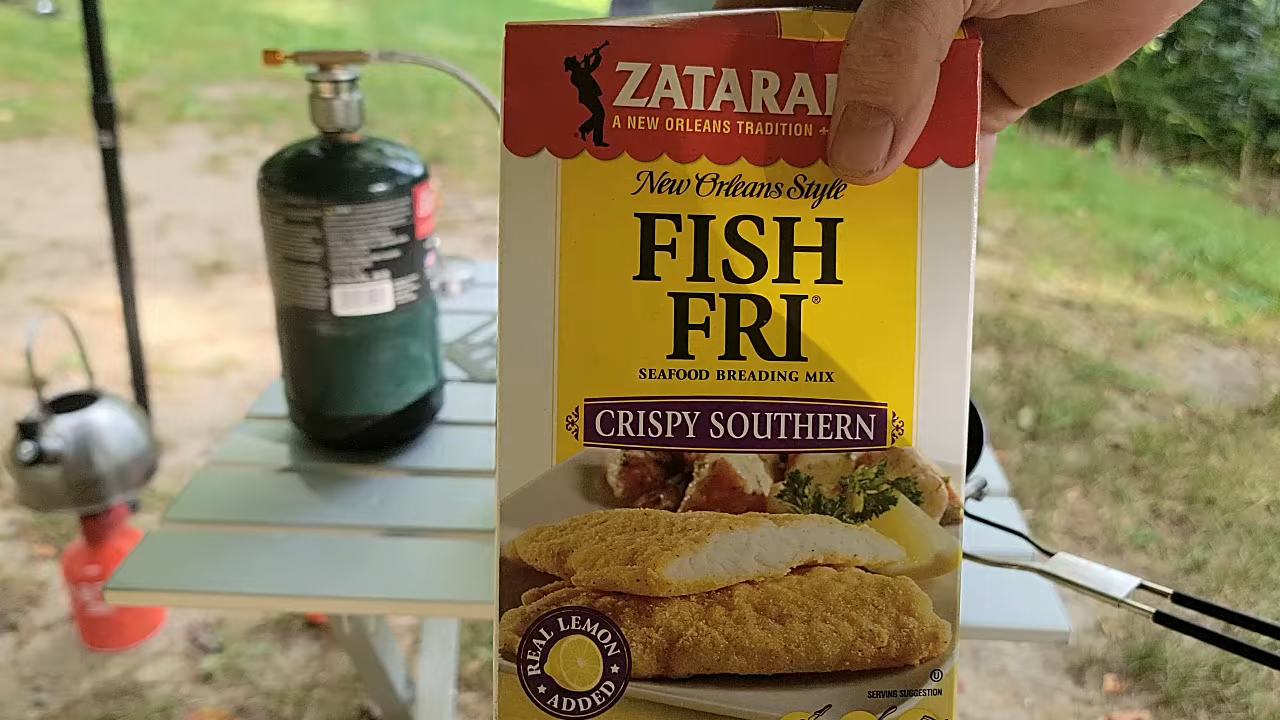 ZATARAI
A NEW ORLEANS TRADITION
New Orleans Style
FISH
FRI®
SEAFOOD BREADING MIX
CRISPY SOUTHERN
REAL LEMON
ADDED
U
SERVING SUGGESTION